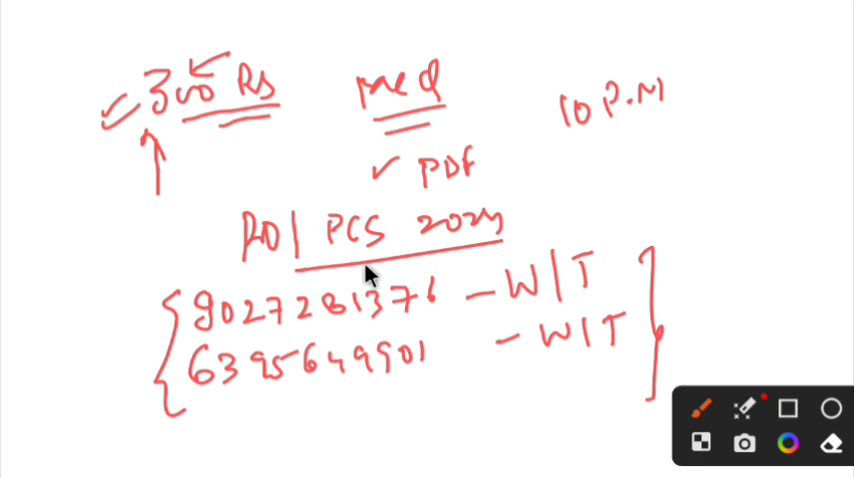 300 RS MCQ 10 P.M
PDF
RO| PCS 2024
9027281376 - W/T
6395649901 - W/T